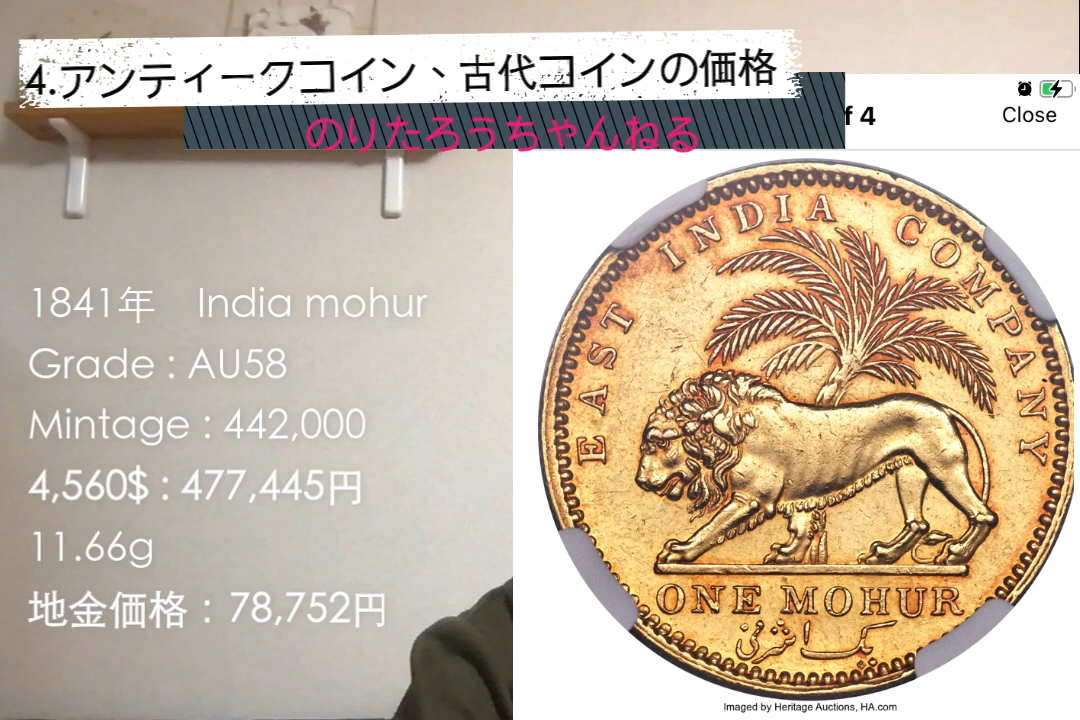 4.アンティークコイン、古代コインの価格
のりたろうちゃんねる
f 4
Close
1841年 India mohur
Grade : AU58
Mintage : 442,000
4,560$ : 477,445円
11.66g
地金価格 : 78,752円
EAST INDIA COMPANY
ONE MOHUR
یک اشرفی
Imaged by Heritage Auctions, HA.com